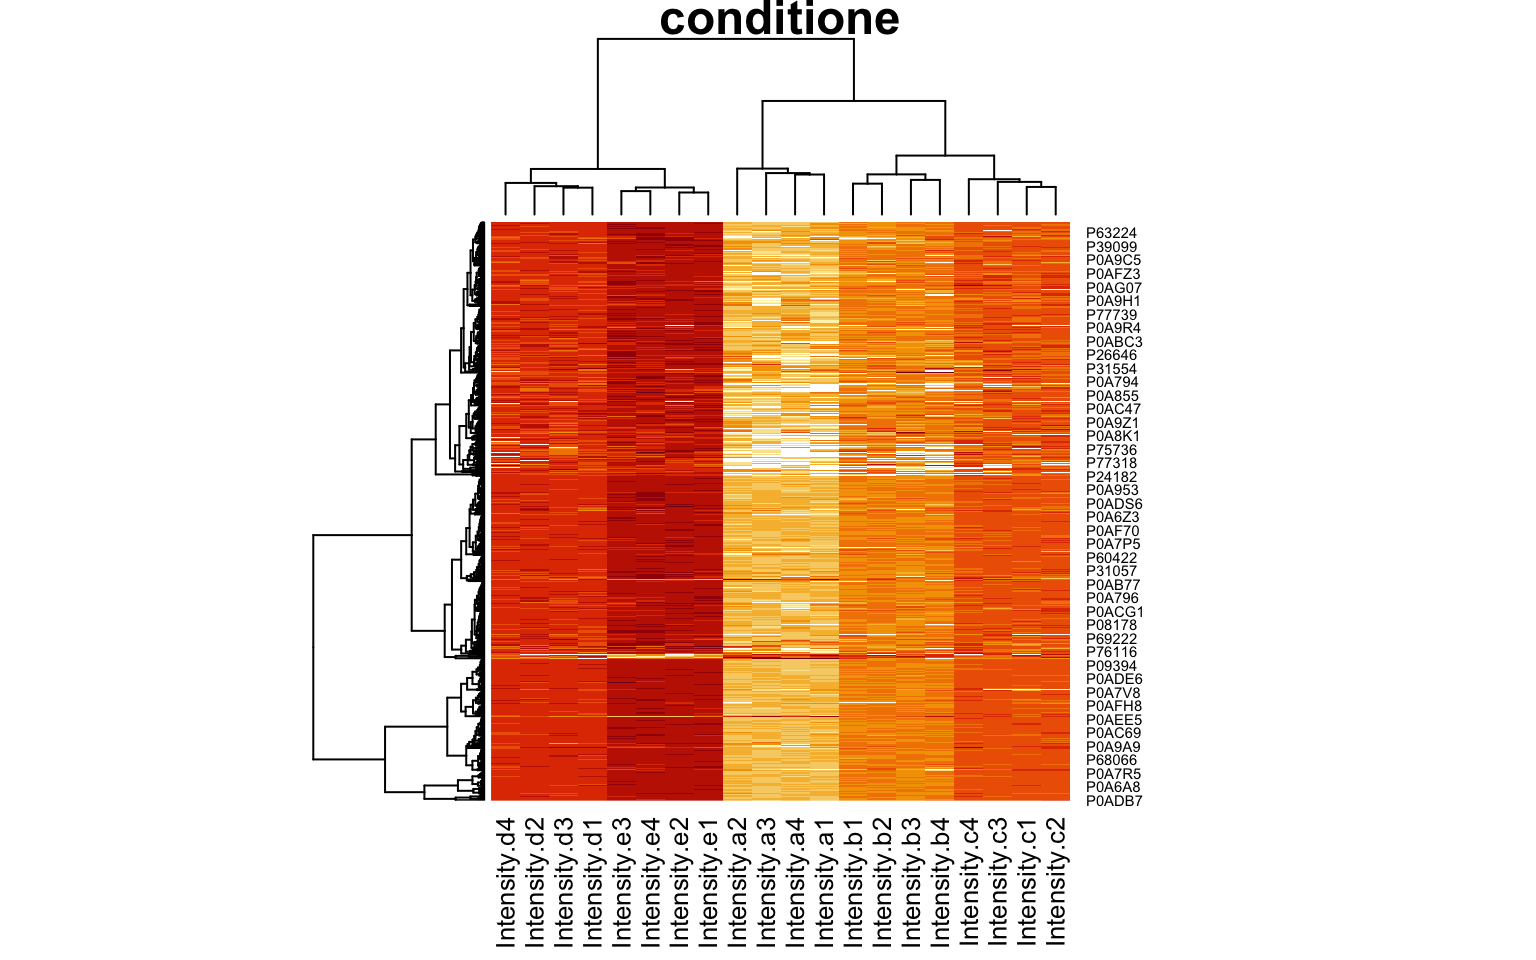 conditione
P63224
P39099
P0A9C5
P0AFZ3
P0AG07
P0A9H1
P77739
P0A9R4
P0ABC3
P26646
P31554
P0A794
P0A855
P0AC47
P0A9Z1
P0A8K1
P75736
P77318
P24182
P0A953
P0ADS6
P0A6Z3
P0AF70
P0A7P5
P60422
P31057
P0AB77
P0A796
P0ACG1
P08178
P69222
P76116
P09394
P0ADE6
P0A7V8
P0AFH8
P0AEE5
P0AC69
P0A9A9
P68066
P0A7R5
P0A6A8
P0ADB7
Intensity.d4
Intensity.d2
Intensity.d3
Intensity.d1
Intensity.e3
Intensity.e4
Intensity.e2
Intensity.e1
Intensity.a2
Intensity.a3
Intensity.a4
Intensity.a1
Intensity.b1
Intensity.b2
Intensity.b3
Intensity.b4
Intensity.c4
Intensity.c3
Intensity.c1
Intensity.c2